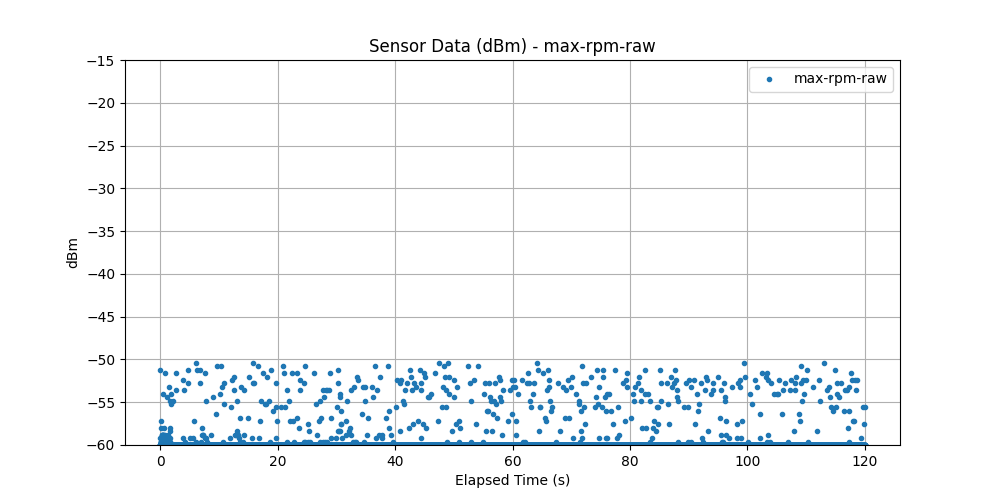 Sensor Data (dBm) - max-rpm-raw
max-rpm-raw
−15
−20
−25
−30
−35
−40
−45
−50
−55
−60
dBm
0 20 40 60 80 100 120
Elapsed Time (s)